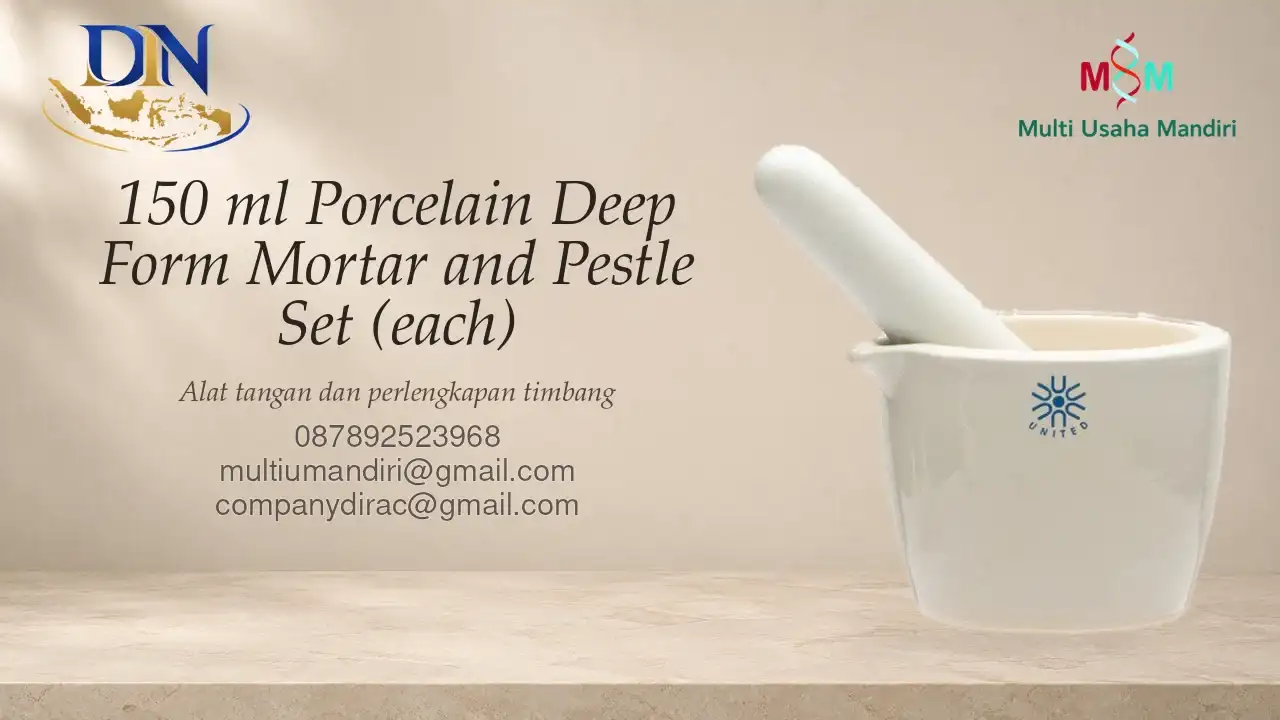 DN
M M
Multi Usaha Mandiri
150 ml Porcelain Deep
Form Mortar and Pestle
Set (each)
Alat tangan dan perlengkapan timbang
087892523968
multiumandiri@gmail.com
companydirac@gmail.com
UNITED